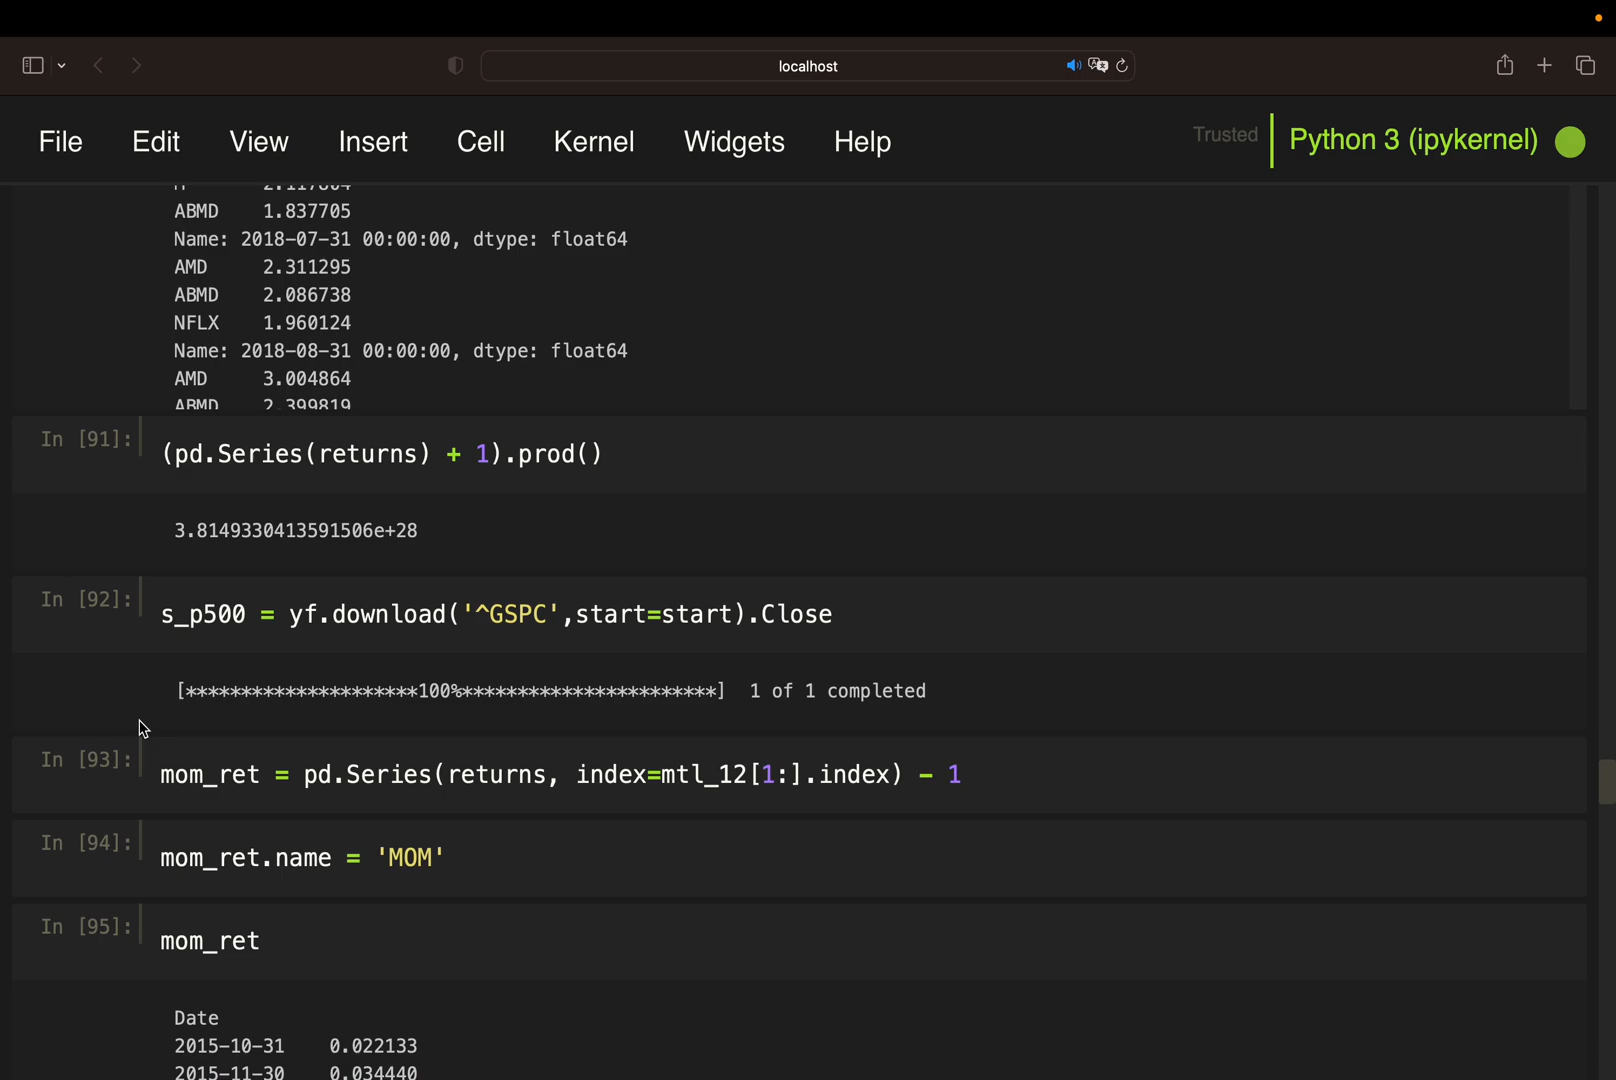 localhost
File Edit View Insert Cell Kernel Widgets Help Trusted Python 3 (ipykernel)
ABMD 1.837705
Name: 2018-07-31 00:00:00, dtype: float64
AMD 2.311295
ABMD 2.086738
NFLX 1.960124
Name: 2018-08-31 00:00:00, dtype: float64
AMD 3.004864
ABMD 2.399819
In [91]: (pd.Series(returns) + 1).prod()
3.8149330413591506e+28
In [92]: s_p500 = yf.download('^GSPC',start=start).Close
[*********************100%***********************] 1 of 1 completed
In [93]: mom_ret = pd.Series(returns, index=mtl_12[1:].index) - 1
In [94]: mom_ret.name = 'MOM'
In [95]: mom_ret
Date
2015-10-31 0.022133
2015-11-30 0.034440